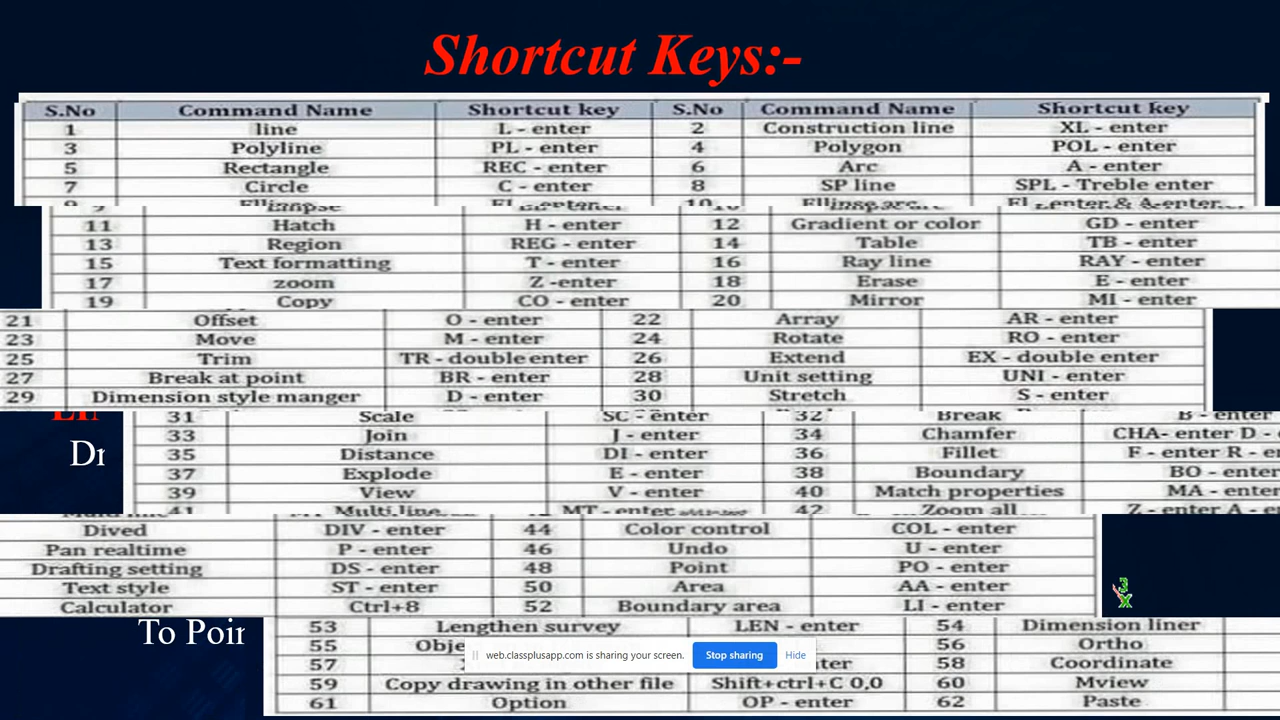 Shortcut Keys:-
S.No Command Name Shortcut key S.No Command Name Shortcut key
1 line L - enter 2 Construction line XL - enter
3 Polyline PL - enter 4 Polygon POL - enter
5 Rectangle REC - enter 6 Arc A - enter
7 Circle C - enter 8 SP line SPL - Treble enter
11 Hatch H - enter 12 Gradient or color GD - enter
13 Region REG - enter 14 Table TB - enter
15 Text formatting T - enter 16 Ray line RAY - enter
17 zoom Z -enter 18 Erase E - enter
19 Copy CO - enter 20 Mirror MI - enter
21 Offset O - enter 22 Array AR - enter
23 Move M - enter 24 Rotate RO - enter
25 Trim TR - double enter 26 Extend EX - double enter
27 Break at point BR - enter 28 Unit setting UNI - enter
29 Dimension style manger D - enter 30 Stretch S - enter
31 Scale SC - enter 32 Break B - enter
33 Join J - enter 34 Chamfer CHA- enter D -
35 Distance DI - enter 36 Fillet F - enter R -
37 Explode E - enter 38 Boundary BO - enter
39 View V - enter 40 Match properties MA - enter
41 Multi line MT - enter 42 Zoom all Z - enter A -
Dived DIV - enter 44 Color control COL - enter
Pan realtime P - enter 46 Undo U - enter
Drafting setting DS - enter 48 Point PO - enter
Text style ST - enter 50 Area AA - enter
Calculator Ctrl+8 52 Boundary area LI - enter
To Poin
53 Lengthen survey LEN - enter 54 Dimension liner
55 56 Ortho
57 58 Coordinate
web.classplusapp.com is sharing your screen. Stop sharing Hide
59 Copy drawing in other file Shift+ctrl+C 0,0 60 Mview
61 Option OP - enter 62 Paste